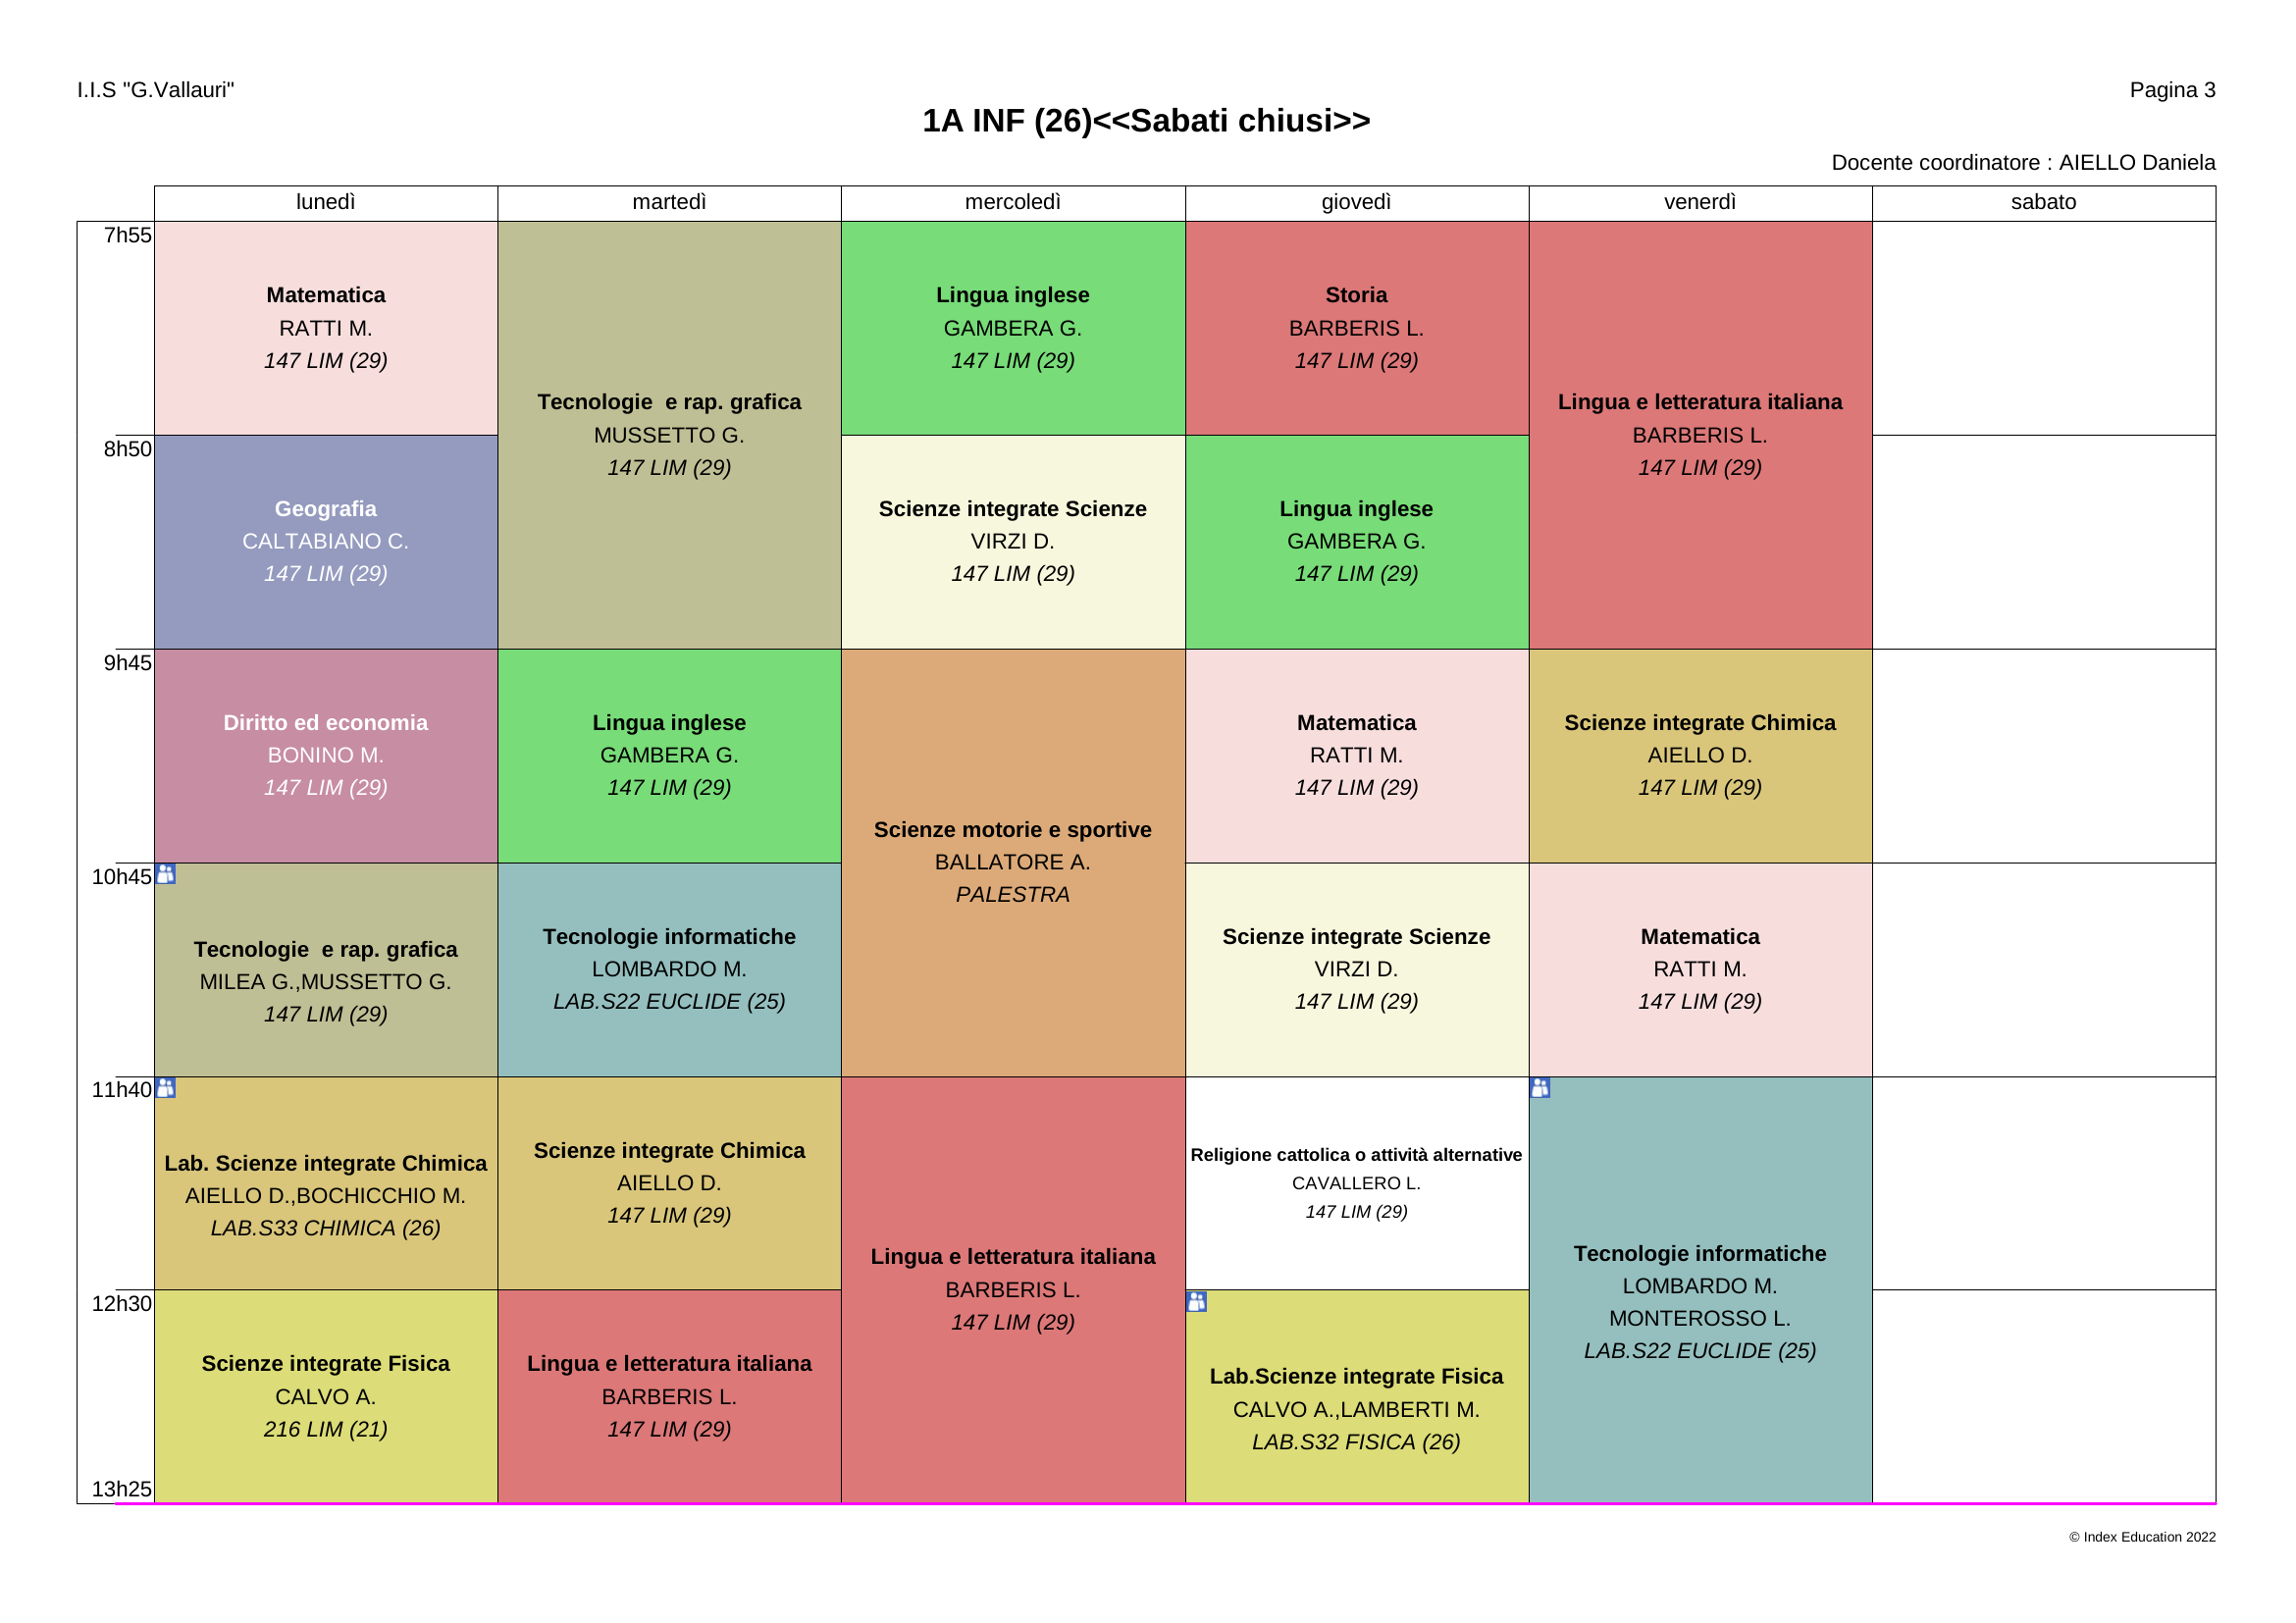 I.I.S "G.Vallauri"
Pagina 3
1A INF (26)<<Sabati chiusi>>
Docente coordinatore : AIELLO Daniela
lunedì
martedì
mercoledì
giovedì
venerdì
sabato
7h55
Matematica
RATTI M.
147 LIM (29)
Tecnologie  e rap. grafica
MUSSETTO G.
147 LIM (29)
Lingua inglese
GAMBERA G.
147 LIM (29)
Storia
BARBERIS L.
147 LIM (29)
Lingua e letteratura italiana
BARBERIS L.
147 LIM (29)
8h50
Geografia
CALTABIANO C.
147 LIM (29)
Scienze integrate Scienze
VIRZI D.
147 LIM (29)
Lingua inglese
GAMBERA G.
147 LIM (29)
9h45
Diritto ed economia
BONINO M.
147 LIM (29)
Lingua inglese
GAMBERA G.
147 LIM (29)
Scienze motorie e sportive
BALLATORE A.
PALESTRA
Matematica
RATTI M.
147 LIM (29)
Scienze integrate Chimica
AIELLO D.
147 LIM (29)
10h45
Tecnologie  e rap. grafica
MILEA G.,MUSSETTO G.
147 LIM (29)
Tecnologie informatiche
LOMBARDO M.
LAB.S22 EUCLIDE (25)
Scienze integrate Scienze
VIRZI D.
147 LIM (29)
Matematica
RATTI M.
147 LIM (29)
11h40
Lab. Scienze integrate Chimica
AIELLO D.,BOCHICCHIO M.
LAB.S33 CHIMICA (26)
Scienze integrate Chimica
AIELLO D.
147 LIM (29)
Lingua e letteratura italiana
BARBERIS L.
147 LIM (29)
Religione cattolica o attività alternative
CAVALLERO L.
147 LIM (29)
Tecnologie informatiche
LOMBARDO M.
MONTEROSSO L.
LAB.S22 EUCLIDE (25)
12h30
Scienze integrate Fisica
CALVO A.
216 LIM (21)
Lingua e letteratura italiana
BARBERIS L.
147 LIM (29)
Lab.Scienze integrate Fisica
CALVO A.,LAMBERTI M.
LAB.S32 FISICA (26)
13h25
© Index Education 2022